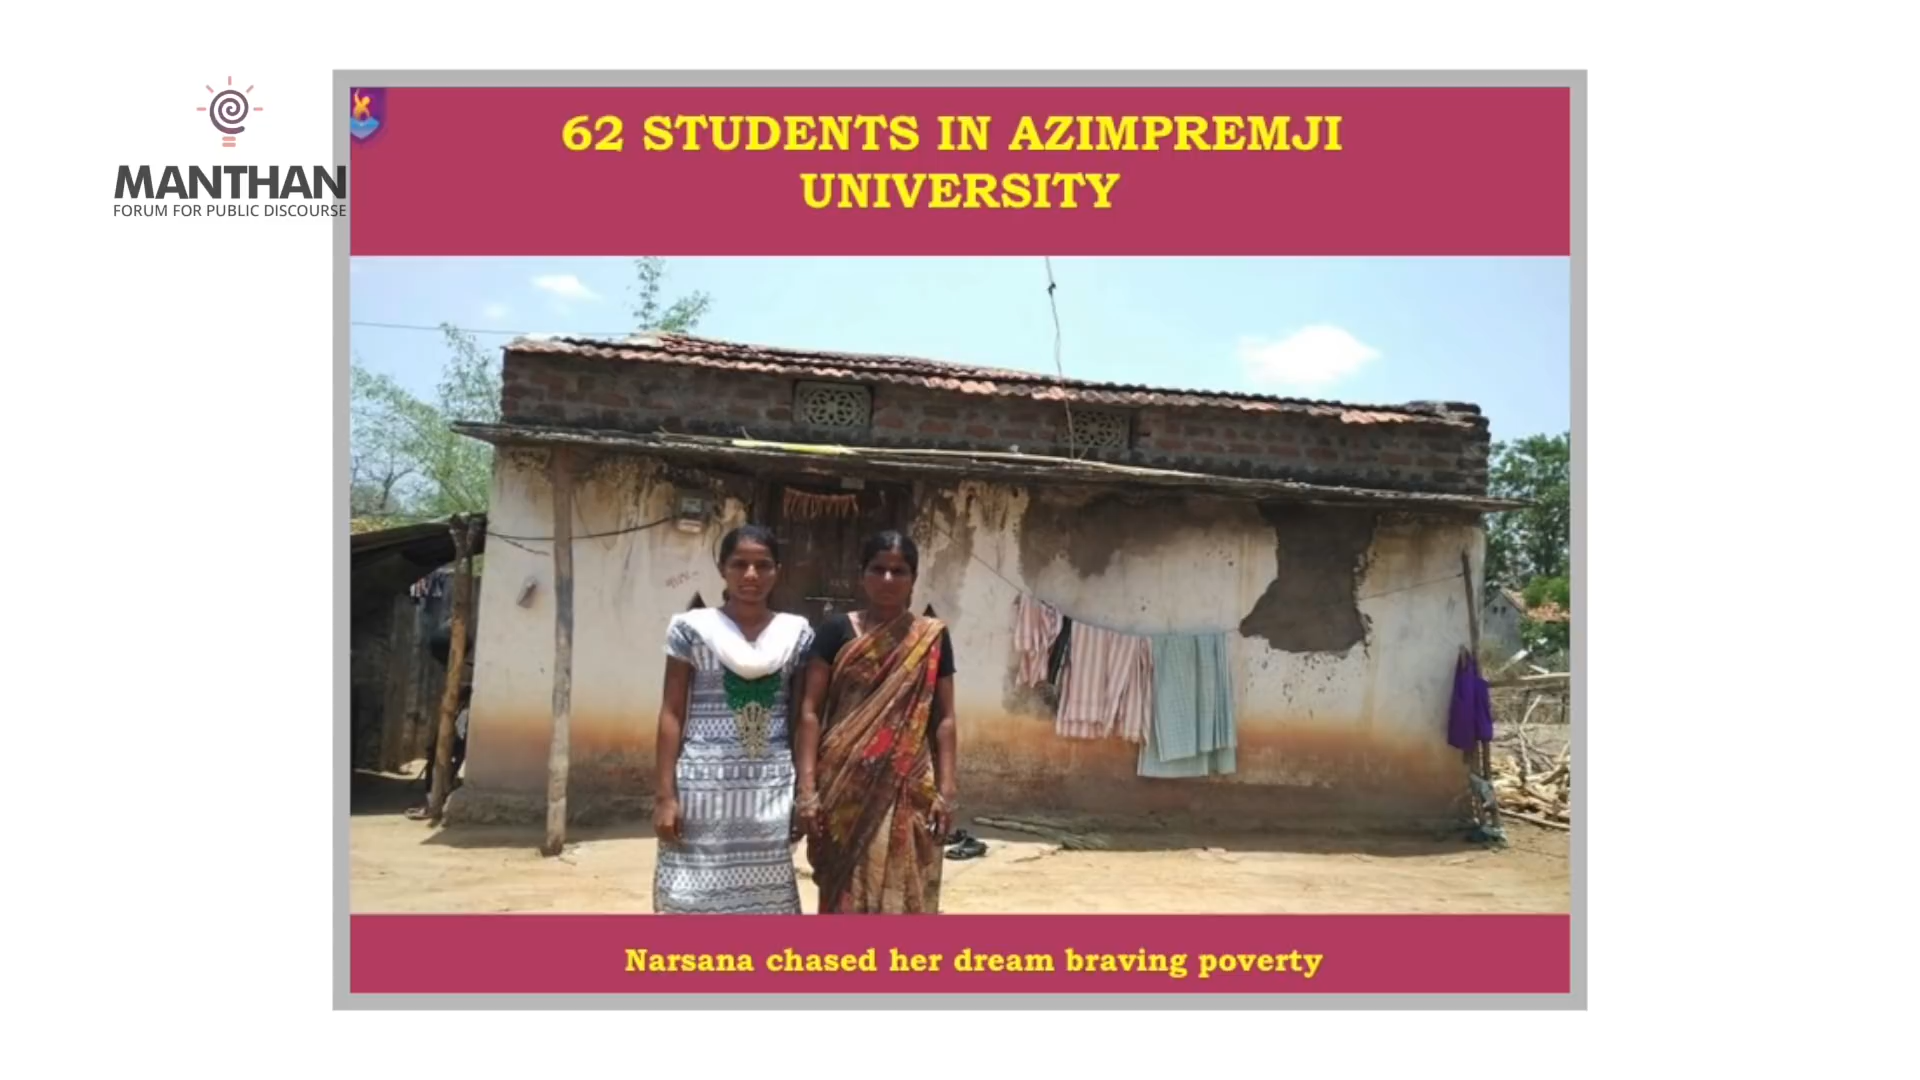 MANTHAN
FORUM FOR PUBLIC DISCOURSE
62 STUDENTS IN AZIMPREMJI
UNIVERSITY
Narsana chased her dream braving poverty